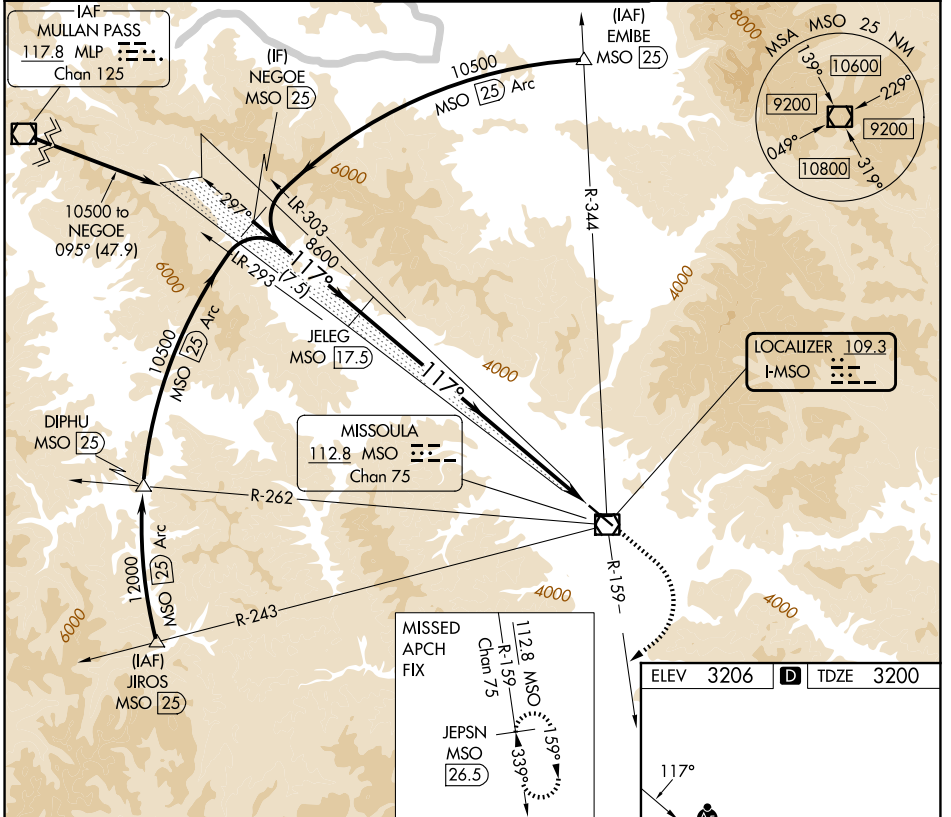 IAF
MULLAN PASS
117.8 MLP
Chan 125
10500 to
NEGOE
095° (47.9)
(IF)
NEGOE
MSO 25
(IAF)
EMIBE
MSO 25
10500
MSO 25 Arc
8000
MSA MSO 25 NM
139°
10600
229°
9200
9200
049°
10800
319°
6000
297°
LR-303
8600
117°
LR-293
(7.5)
R-344
6000
4000
10500
MSO 25 Arc
JELEG
MSO 17.5
117°
4000
LOCALIZER 109.3
I-MSO
DIPHU
MSO 25
MISSOULA
112.8 MSO
Chan 75
R-262
12000
MSO 25 Arc
R-243
R-159
6000
4000
4000
(IAF)
JIROS
MSO 25
MISSED
APCH
FIX
112.8 MSO
R-159
Chan 75
JEPSN
MSO
26.5
159°
339°
ELEV 3206 D TDZE 3200
117°